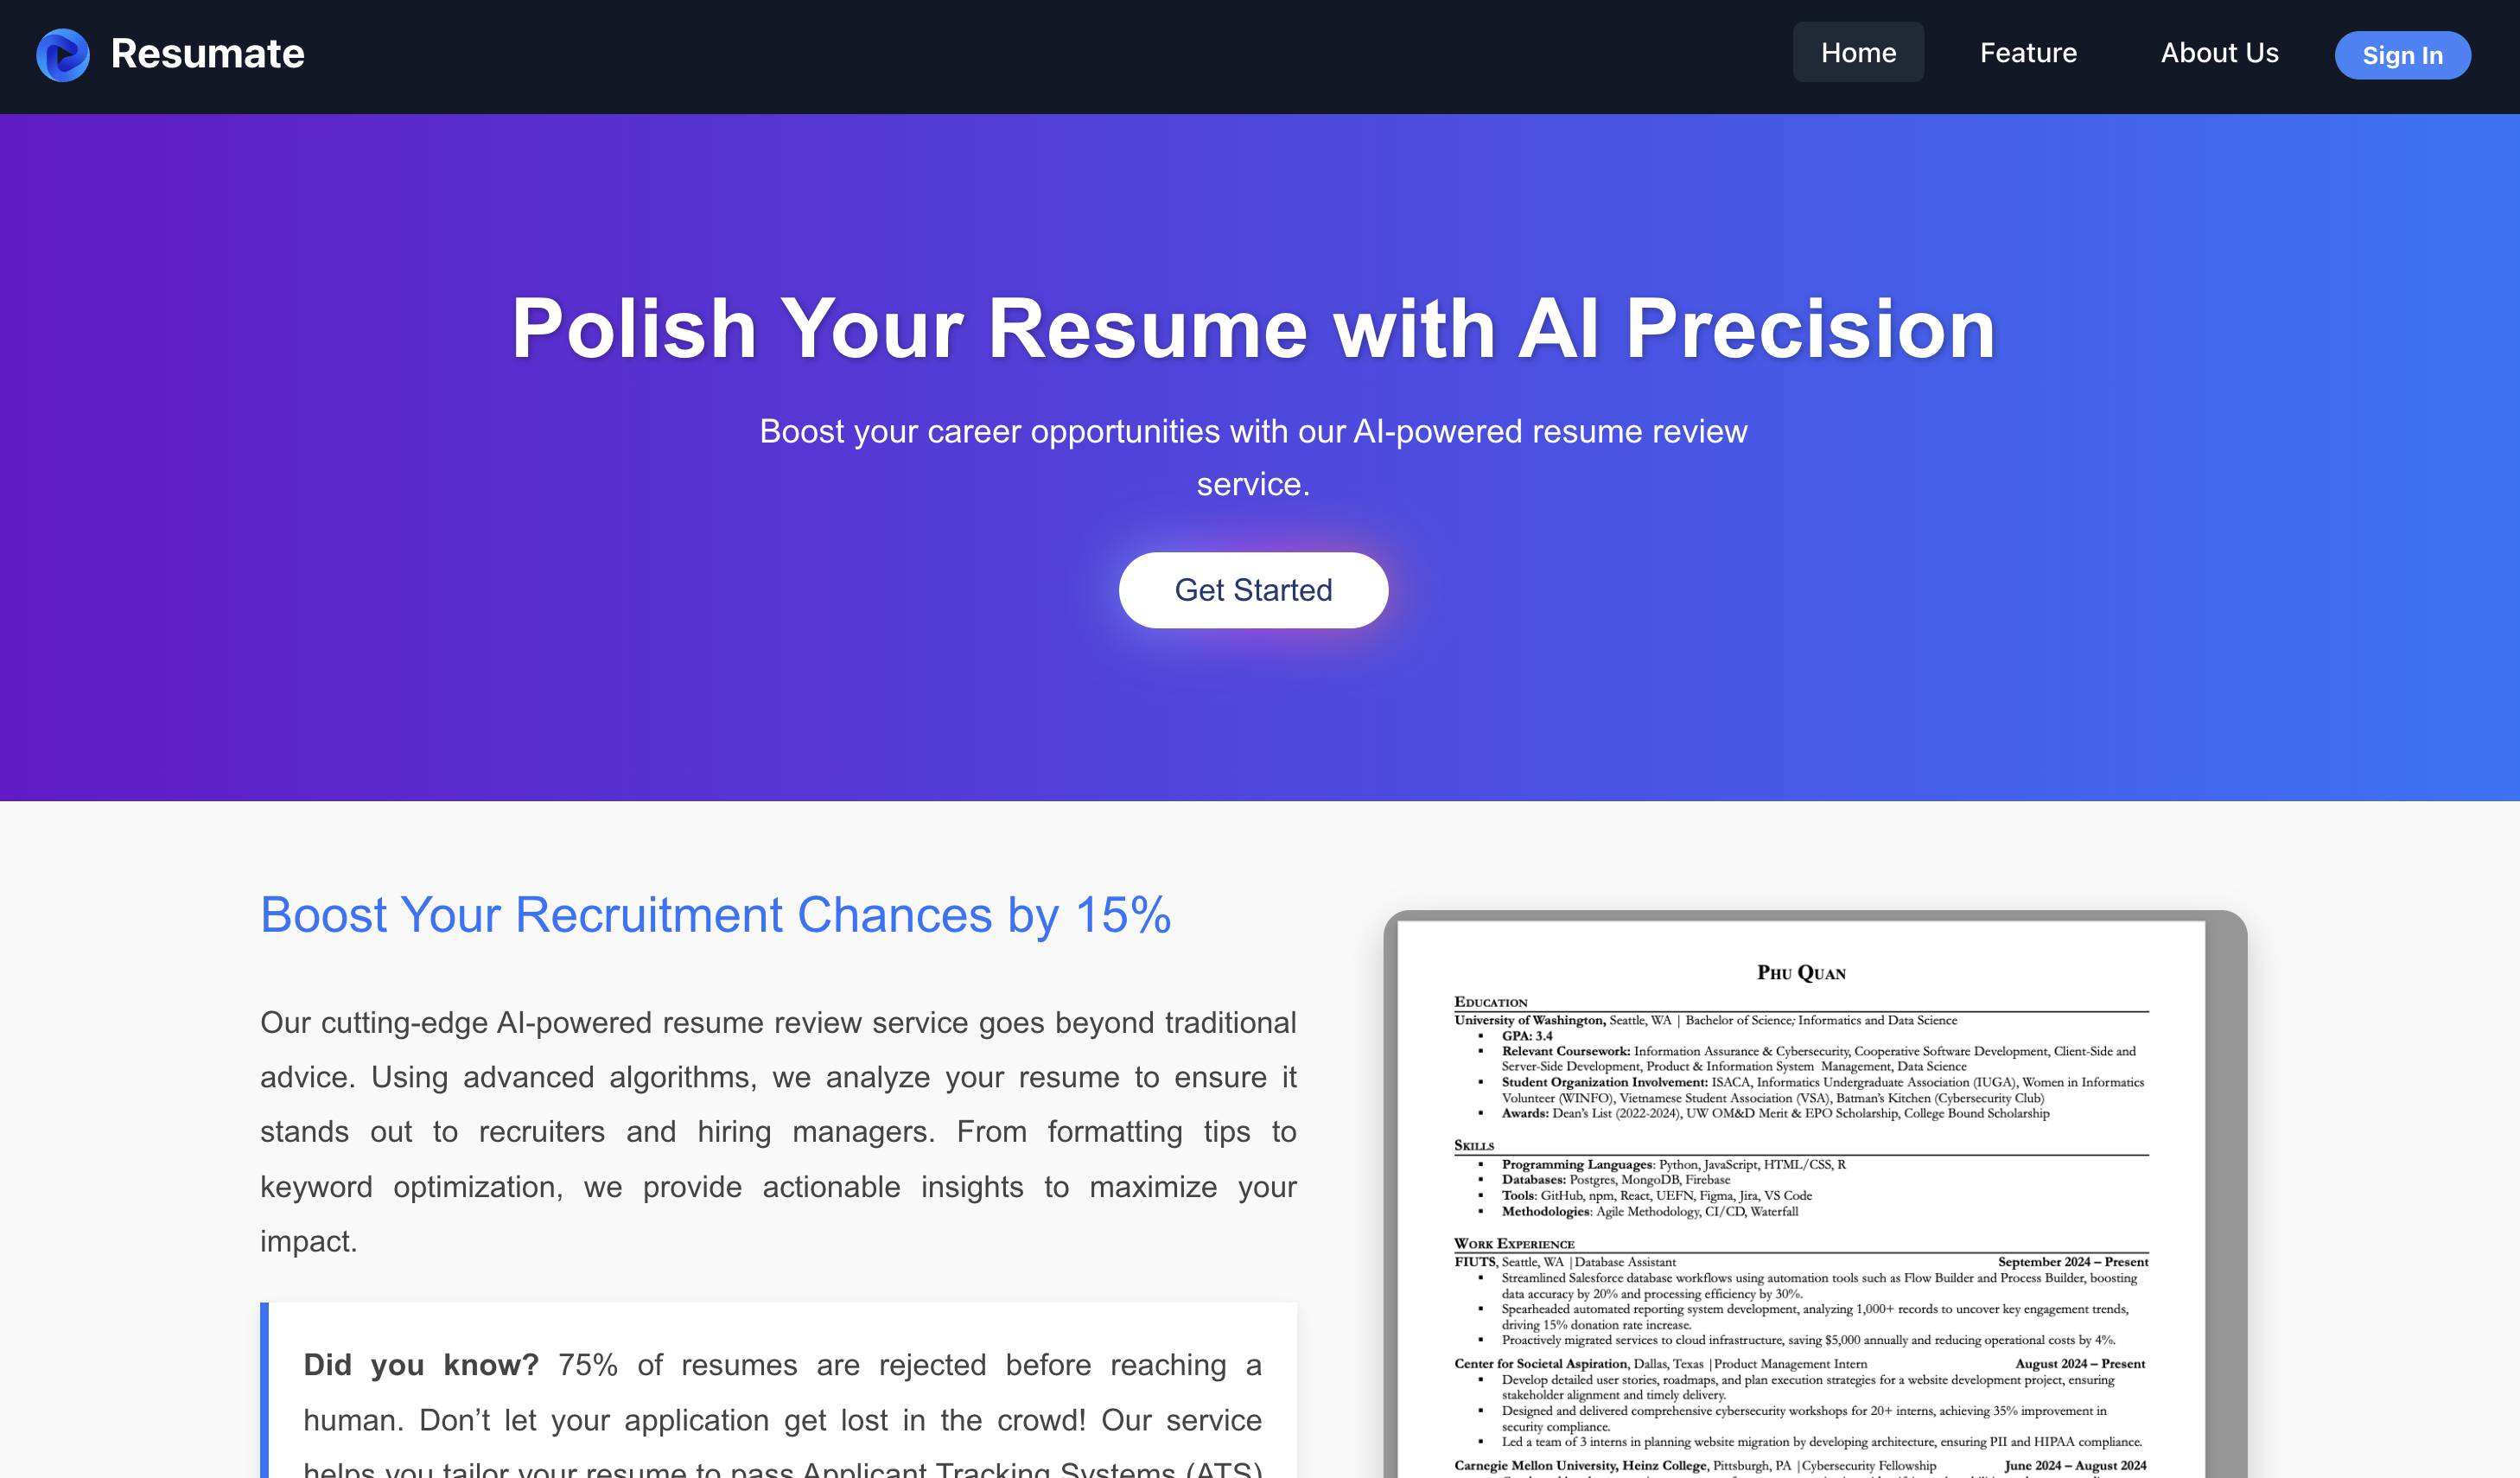 Resumate
Home
Feature
About Us
Sign In
Polish Your Resume with AI Precision
Boost your career opportunities with our AI-powered resume review
service.
Get Started
Boost Your Recruitment Chances by 15%
Our cutting-edge AI-powered resume review service goes beyond traditional
advice. Using advanced algorithms, we analyze your resume to ensure it
stands out to recruiters and hiring managers. From formatting tips to
keyword optimization, we provide actionable insights to maximize your
impact.
Did you know? 75% of resumes are rejected before reaching a
human. Don’t let your application get lost in the crowd! Our service
helps you tailor your resume to pass Applicant Tracking Systems (ATS)
Phu Quan
Education
University of Washington, Seattle, WA | Bachelor of Science; Informatics and Data Science
▪ GPA: 3.4
▪ Relevant Coursework: Information Assurance & Cybersecurity, Cooperative Software Development, Client-Side and
Server-Side Development, Product & Information System Management, Data Science
▪ Student Organization Involvement: ISACA, Informatics Undergraduate Association (IUGA), Women in Informatics
Volunteer (WINFO), Vietnamese Student Association (VSA), Batman’s Kitchen (Cybersecurity Club)
▪ Awards: Dean’s List (2022-2024), UW OM&D Merit & EPO Scholarship, College Bound Scholarship
Skills
▪ Programming Languages: Python, JavaScript, HTML/CSS, R
▪ Databases: Postgres, MongoDB, Firebase
▪ Tools: GitHub, npm, React, UEFN, Figma, Jira, VS Code
▪ Methodologies: Agile Methodology, CI/CD, Waterfall
Work Experience
FIUTS, Seattle, WA | Database Assistant September 2024 – Present
▪ Streamlined Salesforce database workflows using automation tools such as Flow Builder and Process Builder, boosting
data accuracy by 20% and processing efficiency by 30%.
▪ Spearheaded automated reporting system development, analyzing 1,000+ records to uncover key engagement trends,
driving 15% donation rate increase.
▪ Proactively migrated services to cloud infrastructure, saving $5,000 annually and reducing operational costs by 4%.
Center for Societal Aspiration, Dallas, Texas | Product Management Intern August 2024 – Present
▪ Develop detailed user stories, roadmaps, and plan execution strategies for a website development project, ensuring
stakeholder alignment and timely delivery.
▪ Designed and delivered comprehensive cybersecurity workshops for 20+ interns, achieving 35% improvement in
security compliance.
▪ Led a team of 3 interns in planning website migration by developing architecture, ensuring PII and HIPAA compliance.
Carnegie Mellon University, Heinz College, Pittsburgh, PA | Cybersecurity Fellowship June 2024 – August 2024